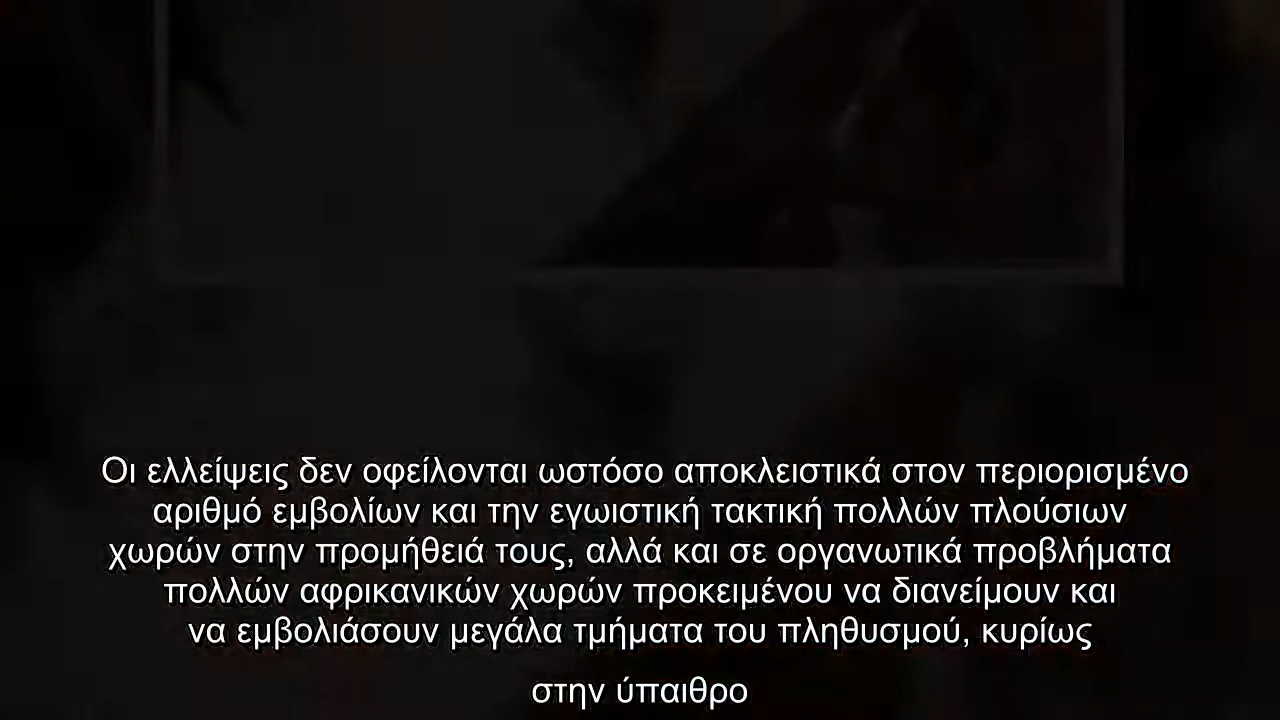 Οι ελλείψεις δεν οφείλονται ωστόσο αποκλειστικά στον περιορισμένο
αριθμό εμβολίων και την εγωιστική τακτική πολλών πλούσιων
χωρών στην προμήθειά τους, αλλά και σε οργανωτικά προβλήματα
πολλών αφρικανικών χωρών προκειμένου να διανείμουν και
να εμβολιάσουν μεγάλα τμήματα του πληθυσμού, κυρίως
στην ύπαιθρο